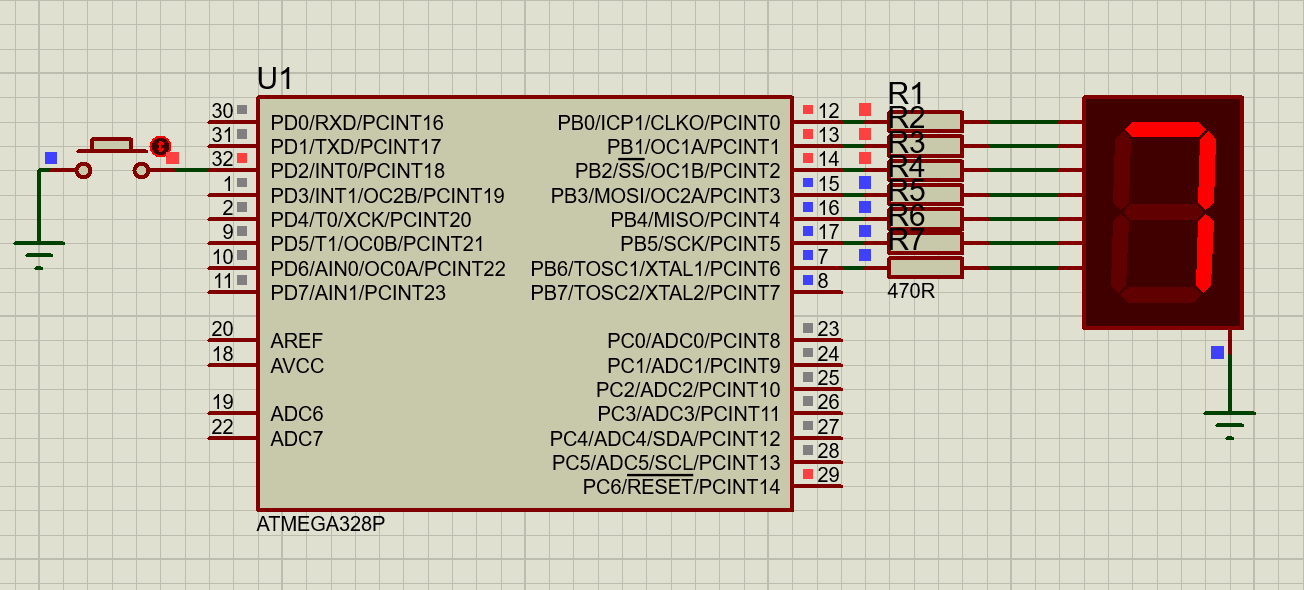 U1
30
PD0/RXD/PCINT16
31
PD1/TXD/PCINT17
32
PD2/INT0/PCINT18
1
PD3/INT1/OC2B/PCINT19
2
PD4/T0/XCK/PCINT20
9
PD5/T1/OC0B/PCINT21
10
PD6/AIN0/OC0A/PCINT22
11
PD7/AIN1/PCINT23
20
AREF
18
AVCC
19
ADC6
22
ADC7
PB0/ICP1/CLKO/PCINT0
12
PB1/OC1A/PCINT1
13
PB2/SS/OC1B/PCINT2
14
PB3/MOSI/OC2A/PCINT3
15
PB4/MISO/PCINT4
16
PB5/SCK/PCINT5
17
PB6/TOSC1/XTAL1/PCINT6
7
PB7/TOSC2/XTAL2/PCINT7
8
PC0/ADC0/PCINT8
23
PC1/ADC1/PCINT9
24
PC2/ADC2/PCINT10
25
PC3/ADC3/PCINT11
26
PC4/ADC4/SDA/PCINT12
27
PC5/ADC5/SCL/PCINT13
28
PC6/RESET/PCINT14
29
ATMEGA328P
R1
R2
R3
R4
R5
R6
R7
470R
7